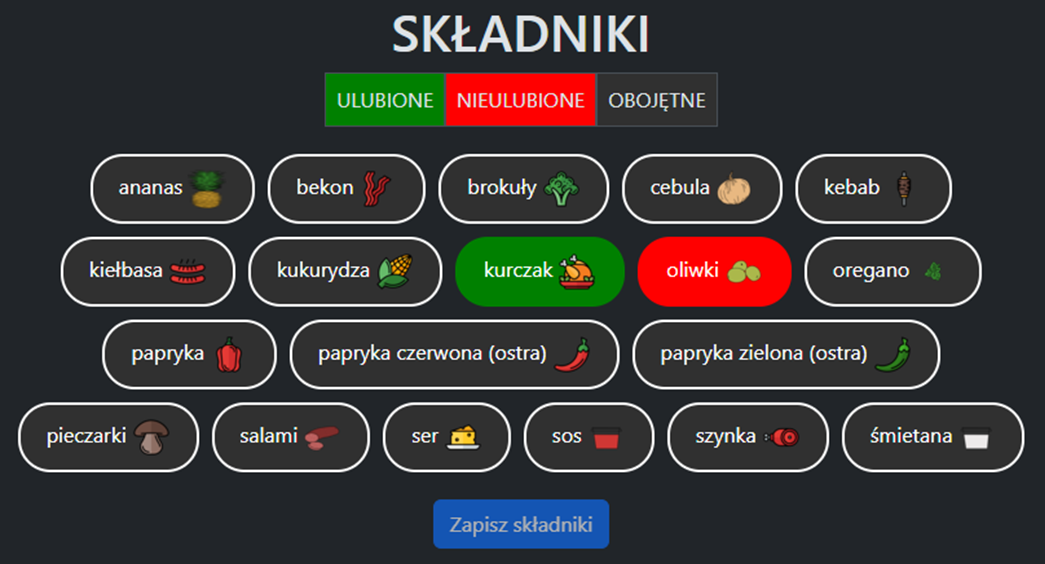 SKŁADNIKI
ULUBIONE NIEULUBIONE OBOJĘTNE
ananas bekon brokuły cebula kebab
kiełbasa kukurydza kurczak oliwki oregano
papryka papryka czerwona (ostra) papryka zielona (ostra)
pieczarki salami ser sos szynka śmietana
Zapisz składniki